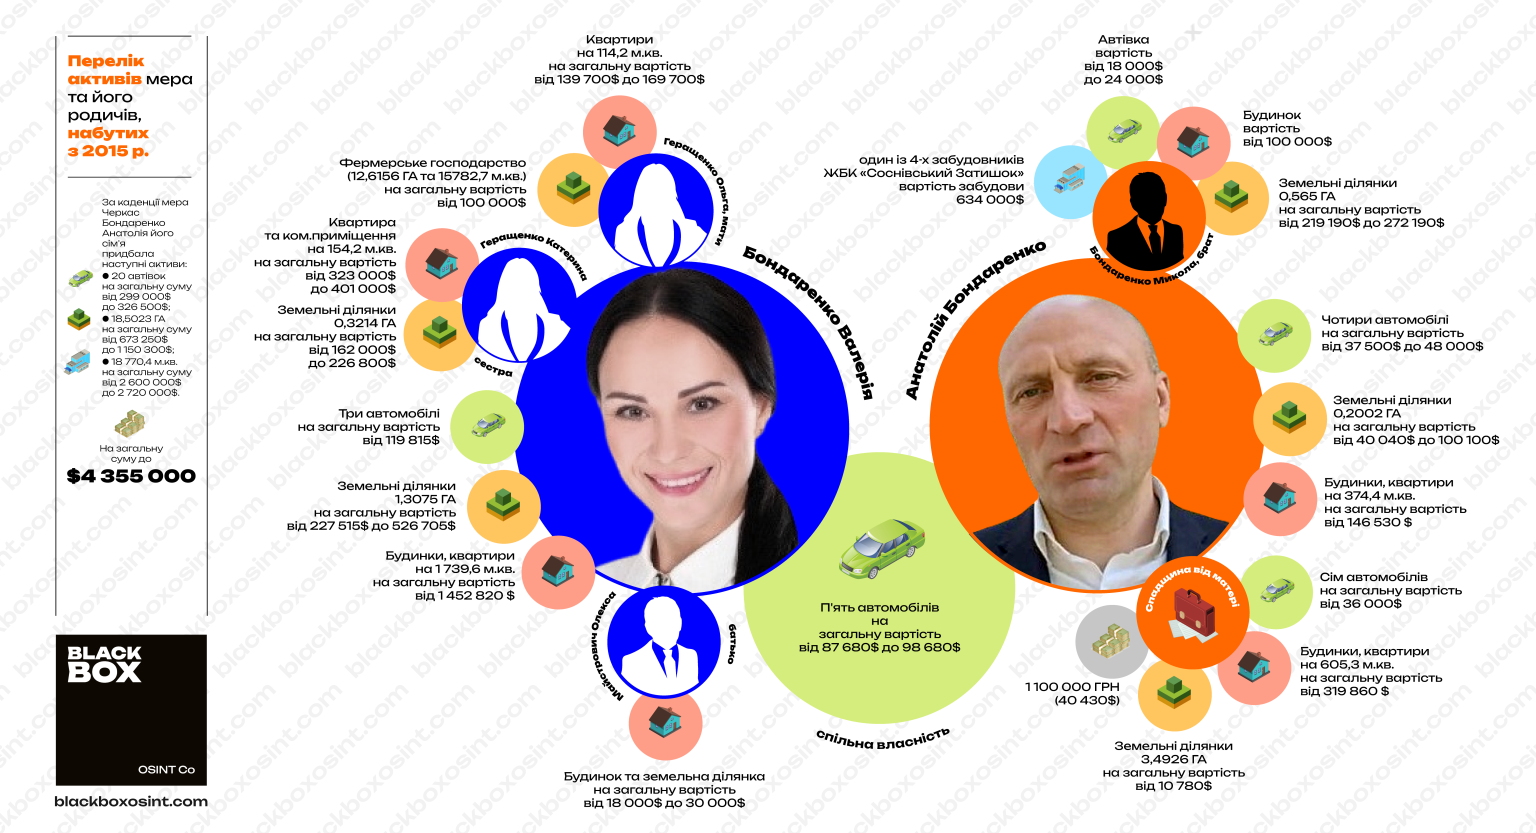 Перелік
активів мера
та його
родичів,
набутих
з 2015 р.
За каденції мера
Черкас
Бондаренко
Анатолія його
сім'я
придбала
наступні активи:
● 20 автівок
на загальну суму
від 299 000$
до 326 500$;
● 18,5023 ГА
на загальну суму
від 673 250$
до 1 150 300$;
● 18 770,4 м.кв.
на загальну суму
від 2 600 000$
до 2 720 000$.
На загальну
суму до
$4 355 000
BLACK
BOX
OSINT Co
blackboxosint.com
Квартири
на 114,2 м.кв.
на загальну вартість
від 139 700$ до 169 700$
Фермерське господарство
(12,6156 ГА та 15782,7 м.кв.)
на загальну вартість
від 100 000$
Геращенко Ольга, мати
Квартира
та ком.приміщення
на 154,2 м.кв.
на загальну вартість
від 323 000$
до 401 000$
Геращенко Катерина
сестра
Земельні ділянки
0,3214 ГА
на загальну вартість
від 162 000$
до 226 800$
Три автомобілі
на загальну вартість
від 119 815$
Земельні ділянки
1,3075 ГА
на загальну вартість
від 227 515$ до 526 705$
Будинки, квартири
на 1 739,6 м.кв.
на загальну вартість
від 1 452 820 $
Майстрович Олекса
батько
Будинок та земельна ділянка
на загальну вартість
від 18 000$ до 30 000$
Бондаренко Валерія
П'ять автомобілів
на
загальну вартість
від 87 680$ до 98 680$
спільна власність
Анатолій Бондаренко
Автівка
вартість
від 18 000$
до 24 000$
Будинок
вартість
від 100 000$
один із 4-х забудовників
ЖБК «Соснівський Затишок»
вартість забудови
634 000$
Земельні ділянки
0,565 ГА
на загальну вартість
від 219 190$ до 272 190$
Бондаренко Микола, брат
Чотири автомобілі
на загальну вартість
від 37 500$ до 48 000$
Земельні ділянки
0,2002 ГА
на загальну вартість
від 40 040$ до 100 100$
Будинки, квартири
на 374,4 м.кв.
на загальну вартість
від 146 530 $
Спадщина від матері
Сім автомобілів
на загальну вартість
від 36 000$
Будинки, квартири
на 605,3 м.кв.
на загальну вартість
від 319 860 $
1 100 000 ГРН
(40 430$)
Земельні ділянки
3,4926 ГА
на загальну вартість
від 10 780$